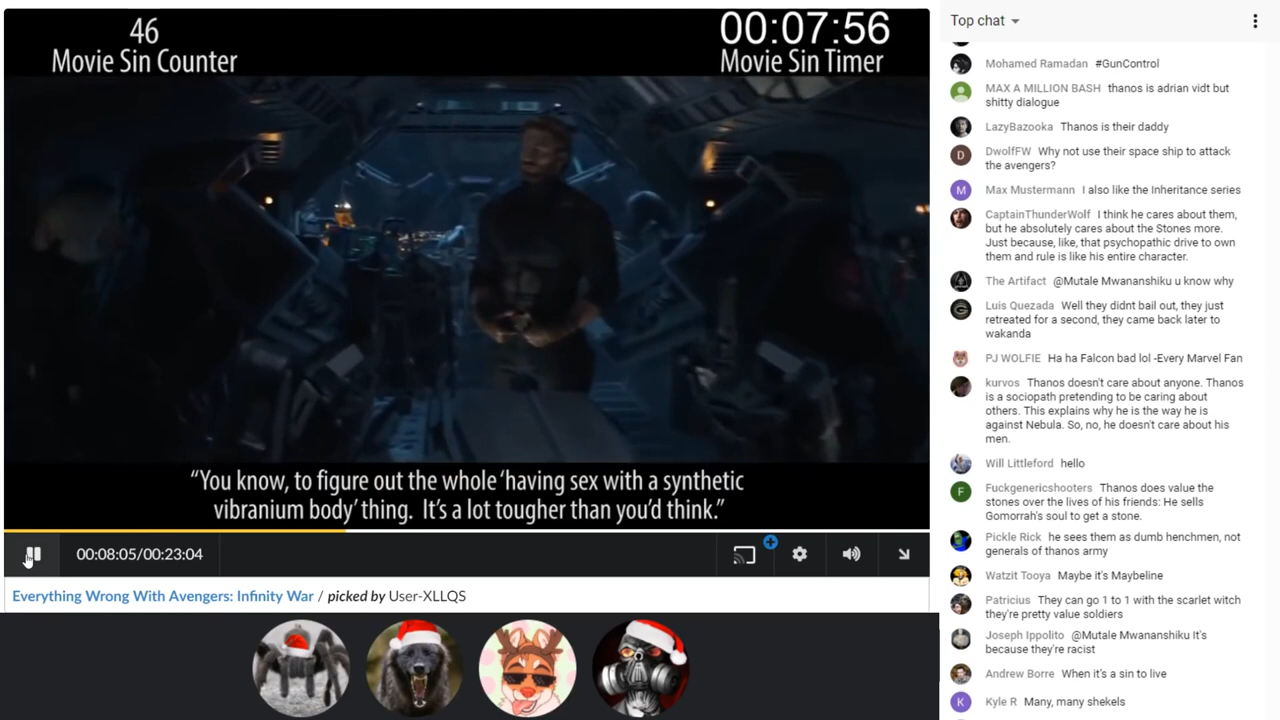 46
Movie Sin Counter
00:07:56
Movie Sin Timer
“You know, to figure out the whole ‘having sex with a synthetic
vibranium body’ thing.  It’s a lot tougher than you’d think.”
00:08:05/00:23:04
Everything Wrong With Avengers: Infinity War / picked by User-XLLQS
Top chat
Mohamed Ramadan #GunControl
MAX A MILLION BASH thanos is adrian vidt but
shitty dialogue
LazyBazooka Thanos is their daddy
D
DwolfFW Why not use their space ship to attack
the avengers?
M
Max Mustermann I also like the Inheritance series
CaptainThunderWolf I think he cares about them,
but he absolutely cares about the Stones more.
Just because, like, that psychopathic drive to own
them and rule is like his entire character.
The Artifact @Mutale Mwananshiku u know why
Luis Quezada Well they didnt bail out, they just
retreated for a second, they came back later to
wakanda
PJ WOLFIE Ha ha Falcon bad lol -Every Marvel Fan
kurvos Thanos doesn't care about anyone. Thanos
is a sociopath pretending to be caring about
others. This explains why he is the way he is
against Nebula. So, no, he doesn't care about his
men.
Will Littleford hello
F
Fuckgenericshooters Thanos does value the
stones over the lives of his friends: He sells
Gomorrah's soul to get a stone.
Pickle Rick he sees them as dumb henchmen, not
generals of thanos army
Watzit Tooya Maybe it's Maybeline
Patricius They can go 1 to 1 with the scarlet witch
they're pretty value soldiers
Joseph Ippolito @Mutale Mwananshiku It's
because they're racist
Andrew Borre When it's a sin to live
K
Kyle R Many, many shekels